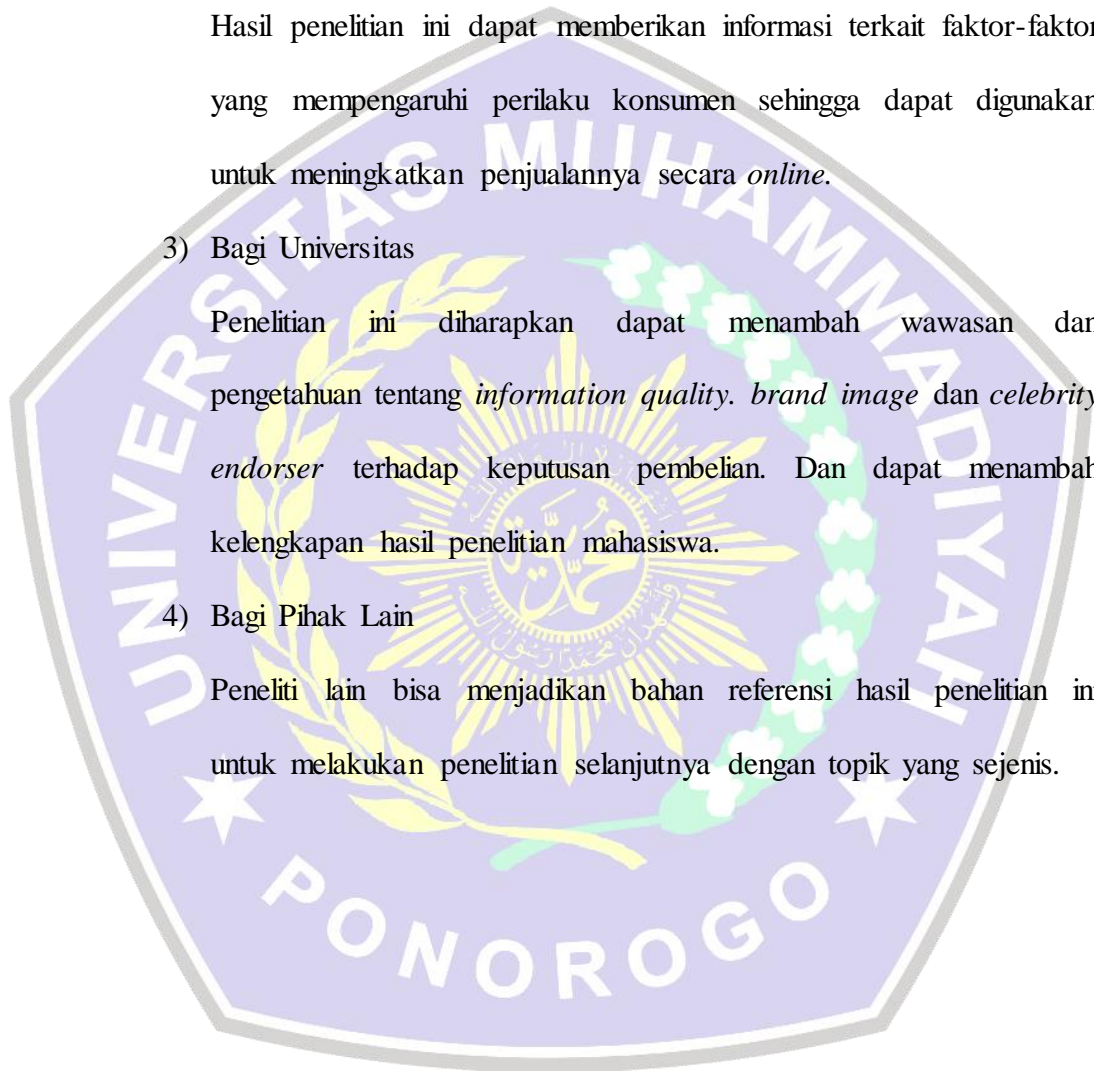 Hasil penelitian ini dapat memberikan informasi terkait faktor-faktor
yang mempengaruhi perilaku konsumen sehingga dapat digunakan
untuk meningkatkan penjualannya secara online.
3) Bagi Universitas
Penelitian ini diharapkan dapat menambah wawasan dan
pengetahuan tentang information quality. brand image dan celebrity
endorser terhadap keputusan pembelian. Dan dapat menambah
kelengkapan hasil penelitian mahasiswa.
4) Bagi Pihak Lain
Peneliti lain bisa menjadikan bahan referensi hasil penelitian ini
untuk melakukan penelitian selanjutnya dengan topik yang sejenis.
UNIVERSITAS MUHAMMADIYAH
PONOROGO